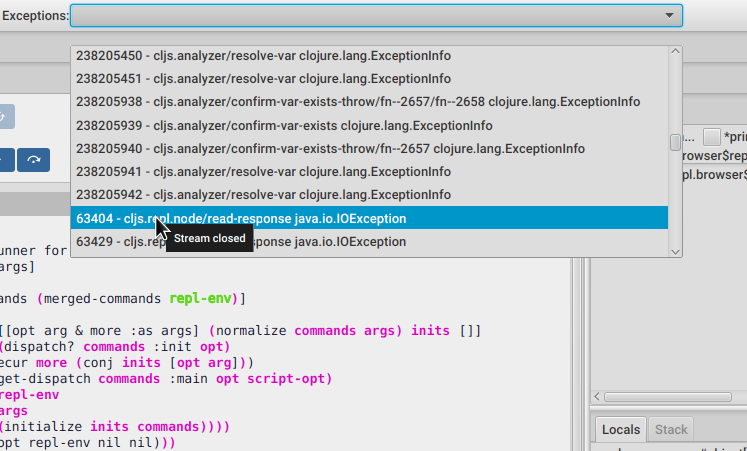 Exceptions:
238205450 - cljs.analyzer/resolve-var clojure.lang.ExceptionInfo
238205451 - cljs.analyzer/resolve-var clojure.lang.ExceptionInfo
238205938 - cljs.analyzer/confirm-var-exists-throw/fn--2657/fn--2658 clojure.lang.ExceptionInfo
238205939 - cljs.analyzer/confirm-var-exists clojure.lang.ExceptionInfo
238205940 - cljs.analyzer/confirm-var-exists-throw/fn--2657 clojure.lang.ExceptionInfo
238205941 - cljs.analyzer/resolve-var clojure.lang.ExceptionInfo
238205942 - cljs.analyzer/resolve-var clojure.lang.ExceptionInfo
63404 - cljs.repl.node/read-response java.io.IOException
63429 - cljs.rep response java.io.IOException
Stream closed
... *prin
rowser$rep
pl.browser$
unner for
args]
ands (merged-commands repl-env)]
[[opt arg & more :as args] (normalize commands args) inits []]
(dispatch? commands :init opt)
ecur more (conj inits [opt arg]))
get-dispatch commands :main opt script-opt)
repl-env
args
(initialize inits commands))))
opt repl-env nil nil)))
Locals Stack